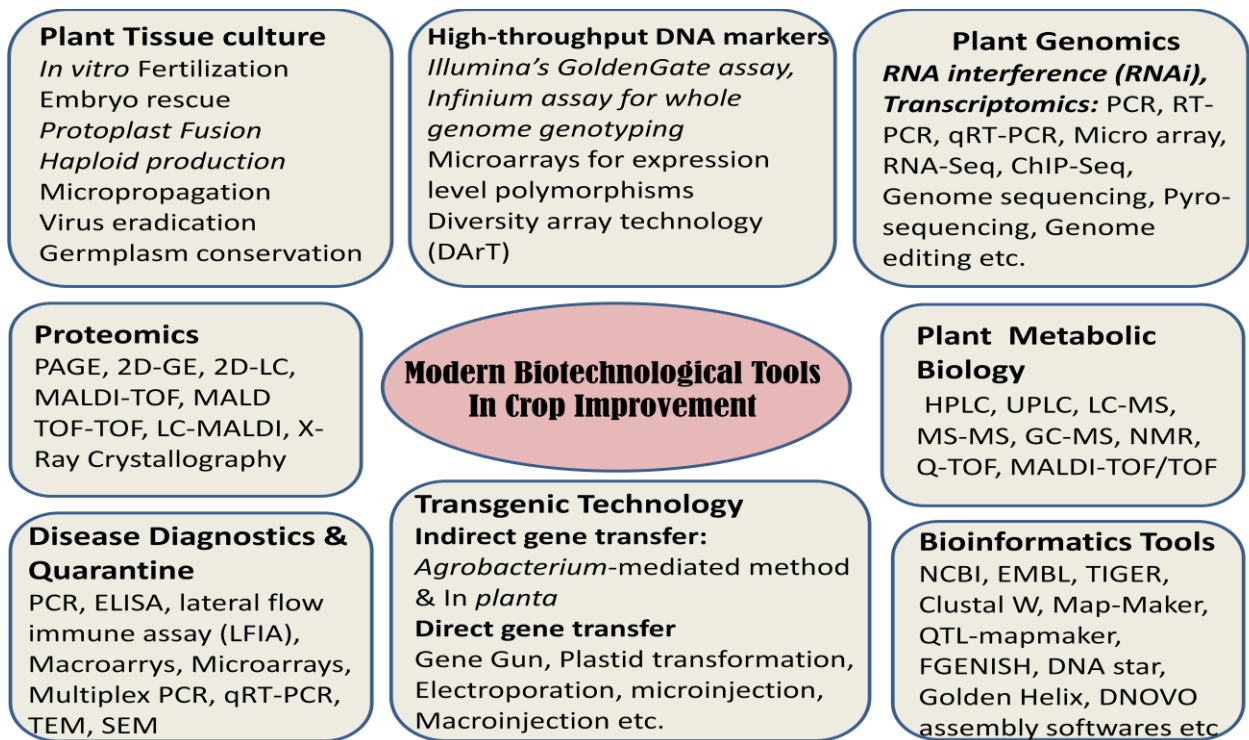 Plant Tissue culture
In vitro Fertilization
Embryo rescue
Protoplast Fusion
Haploid production
Micropropagation
Virus eradication
Germplasm conservation
High-throughput DNA markers
Illumina's GoldenGate assay,
Infinium assay for whole
genome genotyping
Microarrays for expression
level polymorphisms
Diversity array technology
(DArT)
Plant Genomics
RNA interference (RNAi),
Transcriptomics: PCR, RT-
PCR, qRT-PCR, Micro array,
RNA-Seq, ChIP-Seq,
Genome sequencing, Pyro-
sequencing, Genome
editing etc.
Proteomics
PAGE, 2D-GE, 2D-LC,
MALDI-TOF, MALD
TOF-TOF, LC-MALDI, X-
Ray Crystallography
Modern Biotechnological Tools
In Crop Improvement
Plant Metabolic
Biology
HPLC, UPLC, LC-MS,
MS-MS, GC-MS, NMR,
Q-TOF, MALDI-TOF/TOF
Disease Diagnostics &
Quarantine
PCR, ELISA, lateral flow
immune assay (LFIA),
Macroarrys, Microarrays,
Multiplex PCR, qRT-PCR,
TEM, SEM
Transgenic Technology
Indirect gene transfer:
Agrobacterium-mediated method
& In planta
Direct gene transfer
Gene Gun, Plastid transformation,
Electroporation, microinjection,
Macroinjection etc.
Bioinformatics Tools
NCBI, EMBL, TIGER,
Clustal W, Map-Maker,
QTL-mapmaker,
FGENISH, DNA star,
Golden Helix, DNOVO
assembly softwares etc